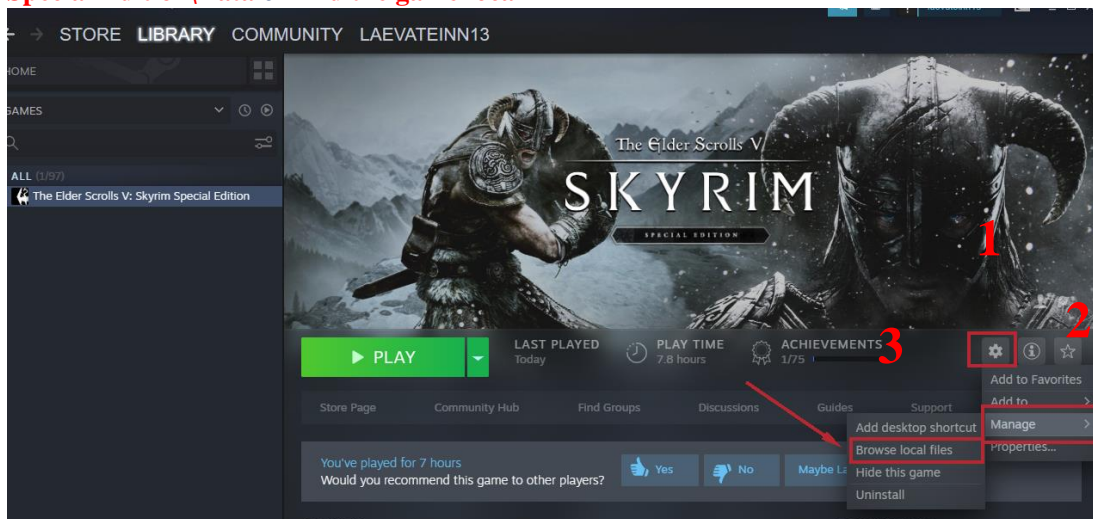 STORE LIBRARY COMMUNITY LAEVATEINN13
HOME
GAMES
ALL (1/97)
The Elder Scrolls V: Skyrim Special Edition
The Elder Scrolls V
SKYRIM
SPECIAL EDITION
1
2
3
PLAY
LAST PLAYED
Today
PLAY TIME
7.8 hours
ACHIEVEMENTS
1/75
Add to Favorites
Add to
Manage
Properties...
Store Page Community Hub Find Groups Discussions Guides Support
Add desktop shortcut
Browse local files
Hide this game
Uninstall
You've played for 7 hours
Would you recommend this game to other players?
Yes
No
Maybe La